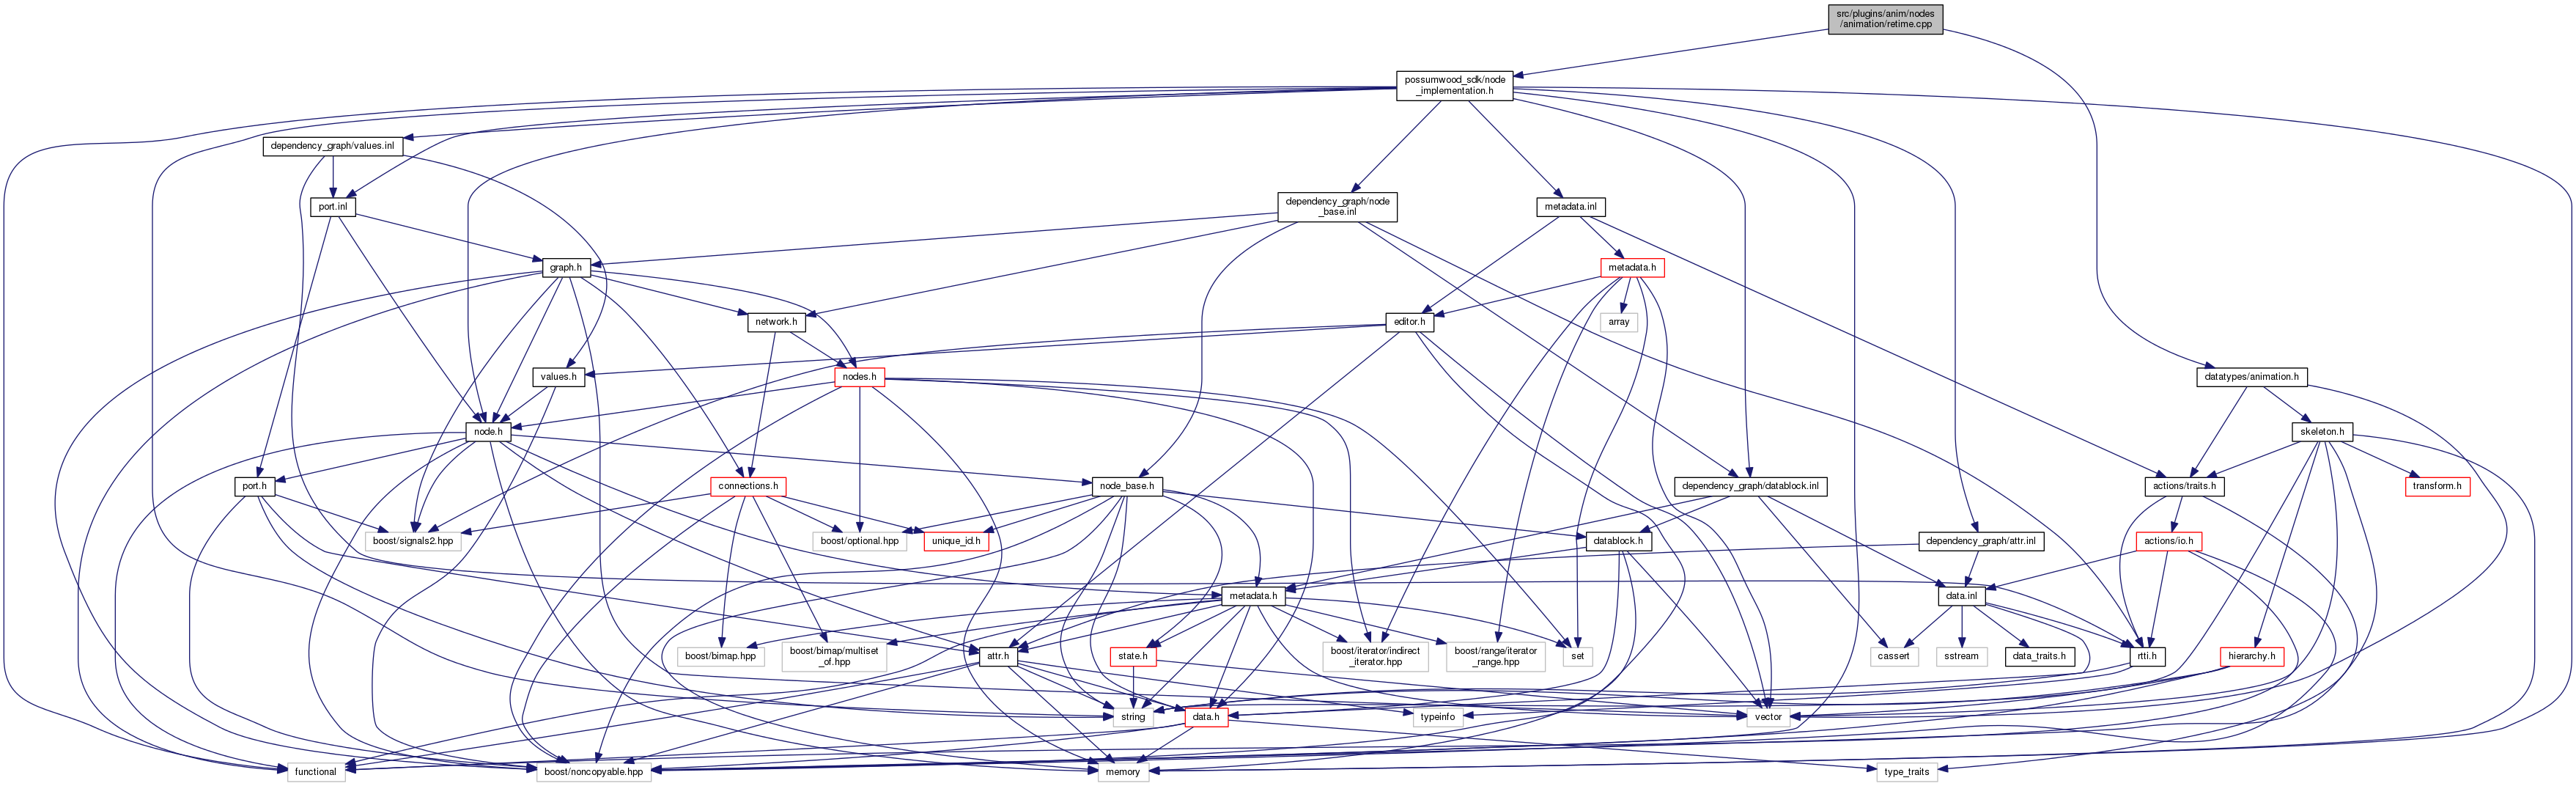 src/plugins/anim/nodes
/animation/retime.cpp
possumwood_sdk/node
_implementation.h
dependency_graph/values.inl
port.inl
dependency_graph/node
_base.inl
metadata.inl
graph.h
metadata.h
network.h
editor.h
array
values.h
nodes.h
datatypes/animation.h
node.h
skeleton.h
port.h
connections.h
node_base.h
dependency_graph/datablock.inl
actions/traits.h
transform.h
boost/signals2.hpp
boost/optional.hpp
unique_id.h
datablock.h
dependency_graph/attr.inl
actions/io.h
metadata.h
data.inl
boost/bimap.hpp
boost/bimap/multiset
_of.hpp
attr.h
state.h
boost/iterator/indirect
_iterator.hpp
boost/range/iterator
_range.hpp
set
cassert
sstream
data_traits.h
rtti.h
hierarchy.h
string
data.h
typeinfo
vector
functional
boost/noncopyable.hpp
memory
type_traits